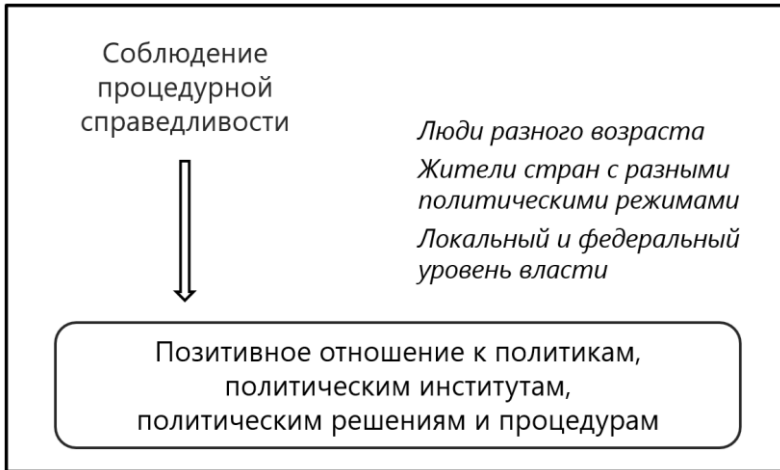 Соблюдение
процедурной
справедливости
Люди разного возраста
Жители стран с разными
политическими режимами
Локальный и федеральный
уровень власти
Позитивное отношение к политикам,
политическим институтам,
политическим решениям и процедурам